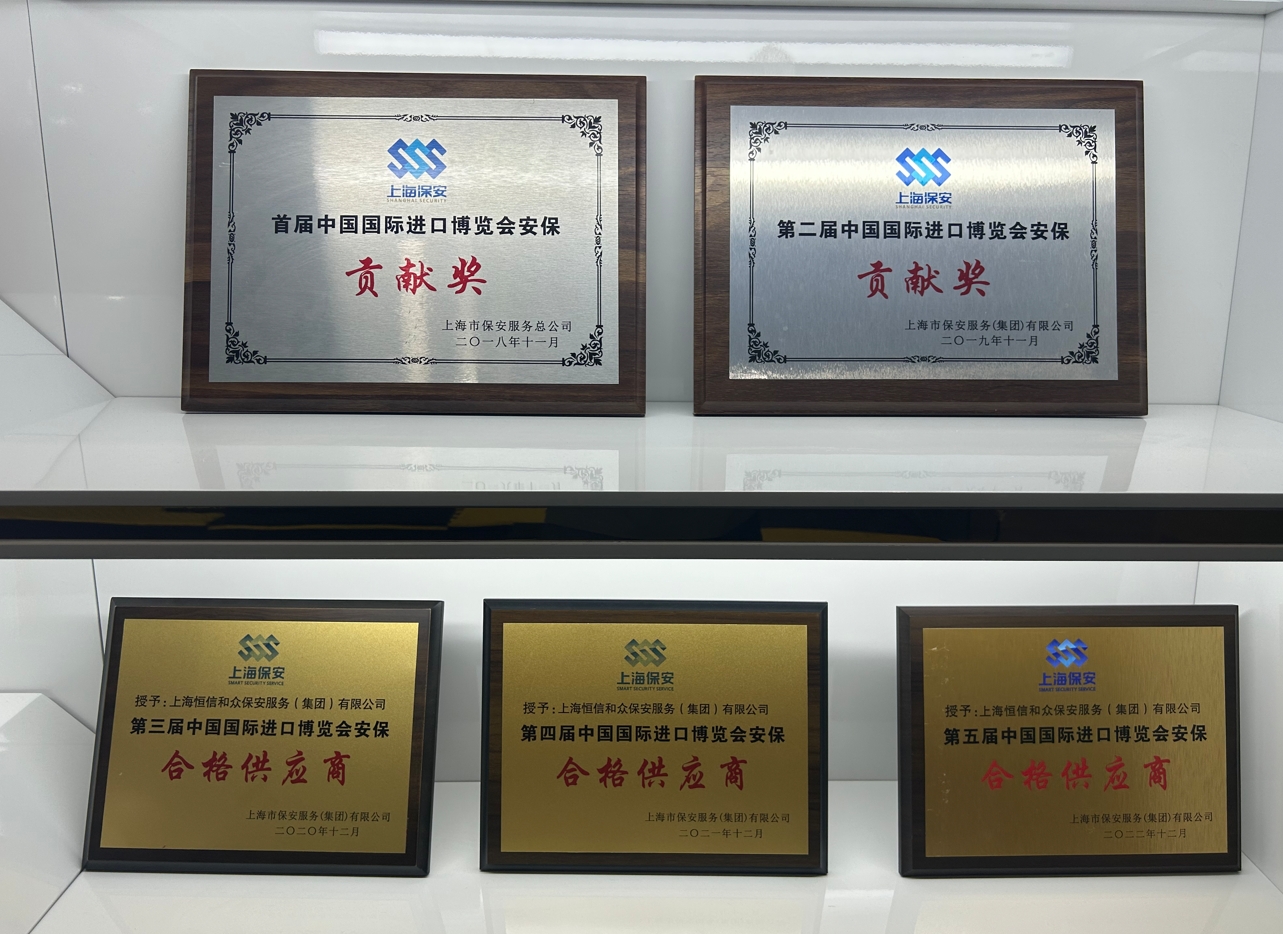 上海保安
SHANGHAI SECURITY
首届中国国际进口博览会安保
贡献奖
上海市保安服务总公司
二〇一八年十一月
上海保安
SHANGHAI SECURITY
第二届中国国际进口博览会安保
贡献奖
上海市保安服务(集团)有限公司
二〇一九年十一月
上海保安
SMART SECURITY SERVICE
授予:上海恒信和众保安服务(集团)有限公司
第三届中国国际进口博览会安保
合格供应商
上海市保安服务(集团)有限公司
二〇二〇年十二月
上海保安
SMART SECURITY SERVICE
授予:上海恒信和众保安服务(集团)有限公司
第四届中国国际进口博览会安保
合格供应商
上海市保安服务(集团)有限公司
二〇二一年十二月
上海保安
SMART SECURITY SERVICE
授予:上海恒信和众保安服务(集团)有限公司
第五届中国国际进口博览会安保
合格供应商
上海市保安服务(集团)有限公司
二〇二二年十二月